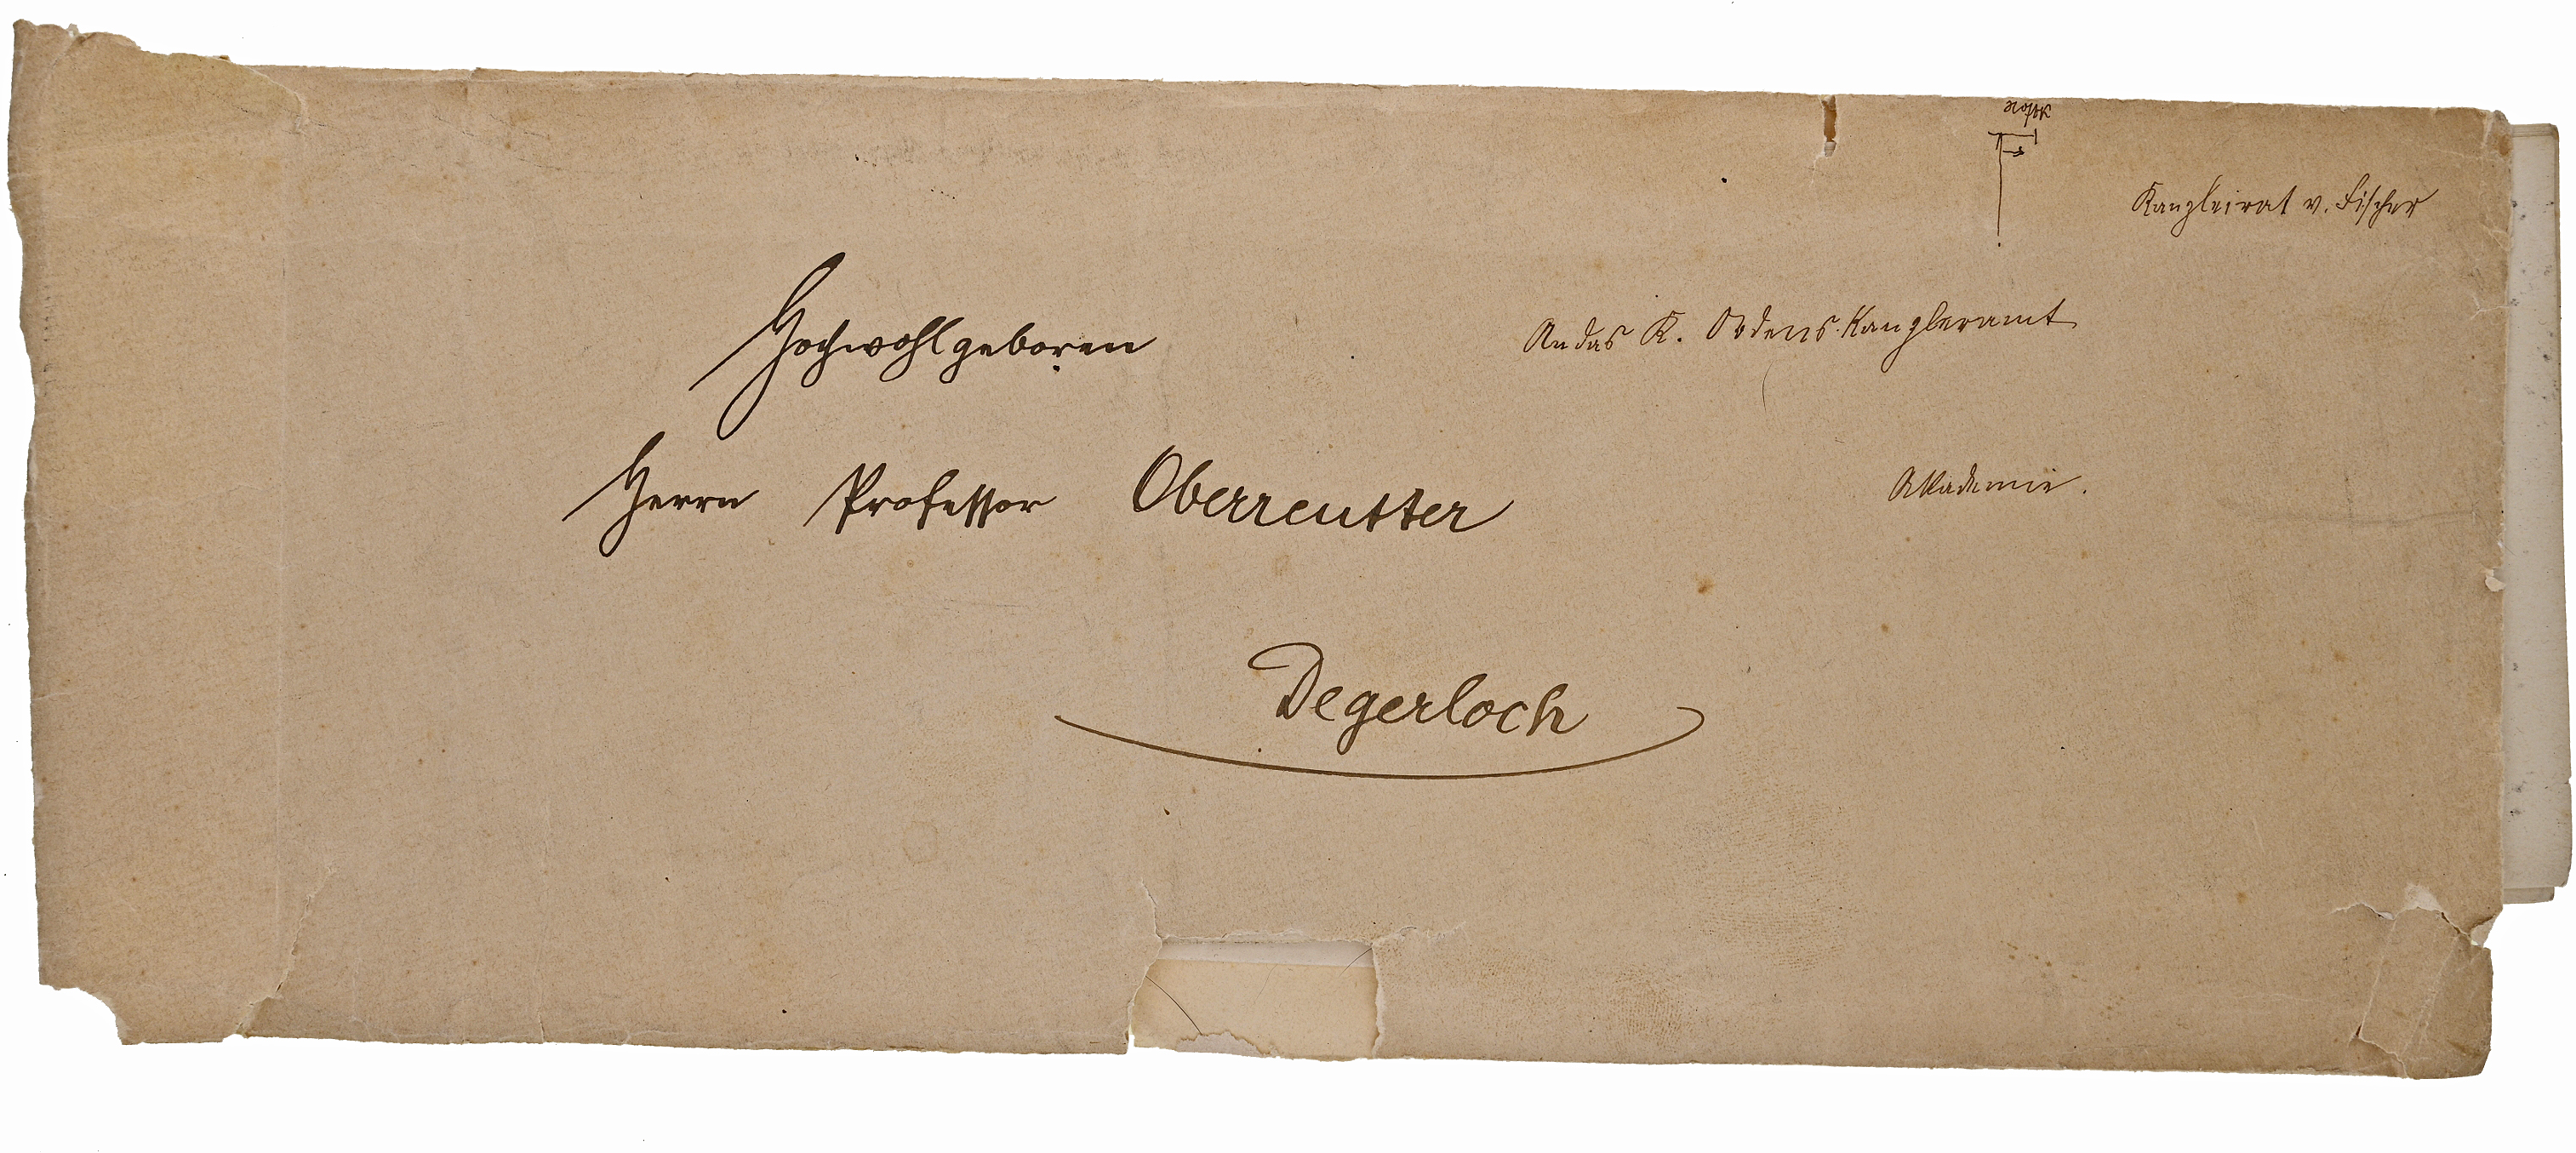 Kanzleirat v. Fischer
An das K. Ordens-Kanzleramt
Akademie.
Hochwohlgeboren
Herrn Professor Oberreutter
Degerloch